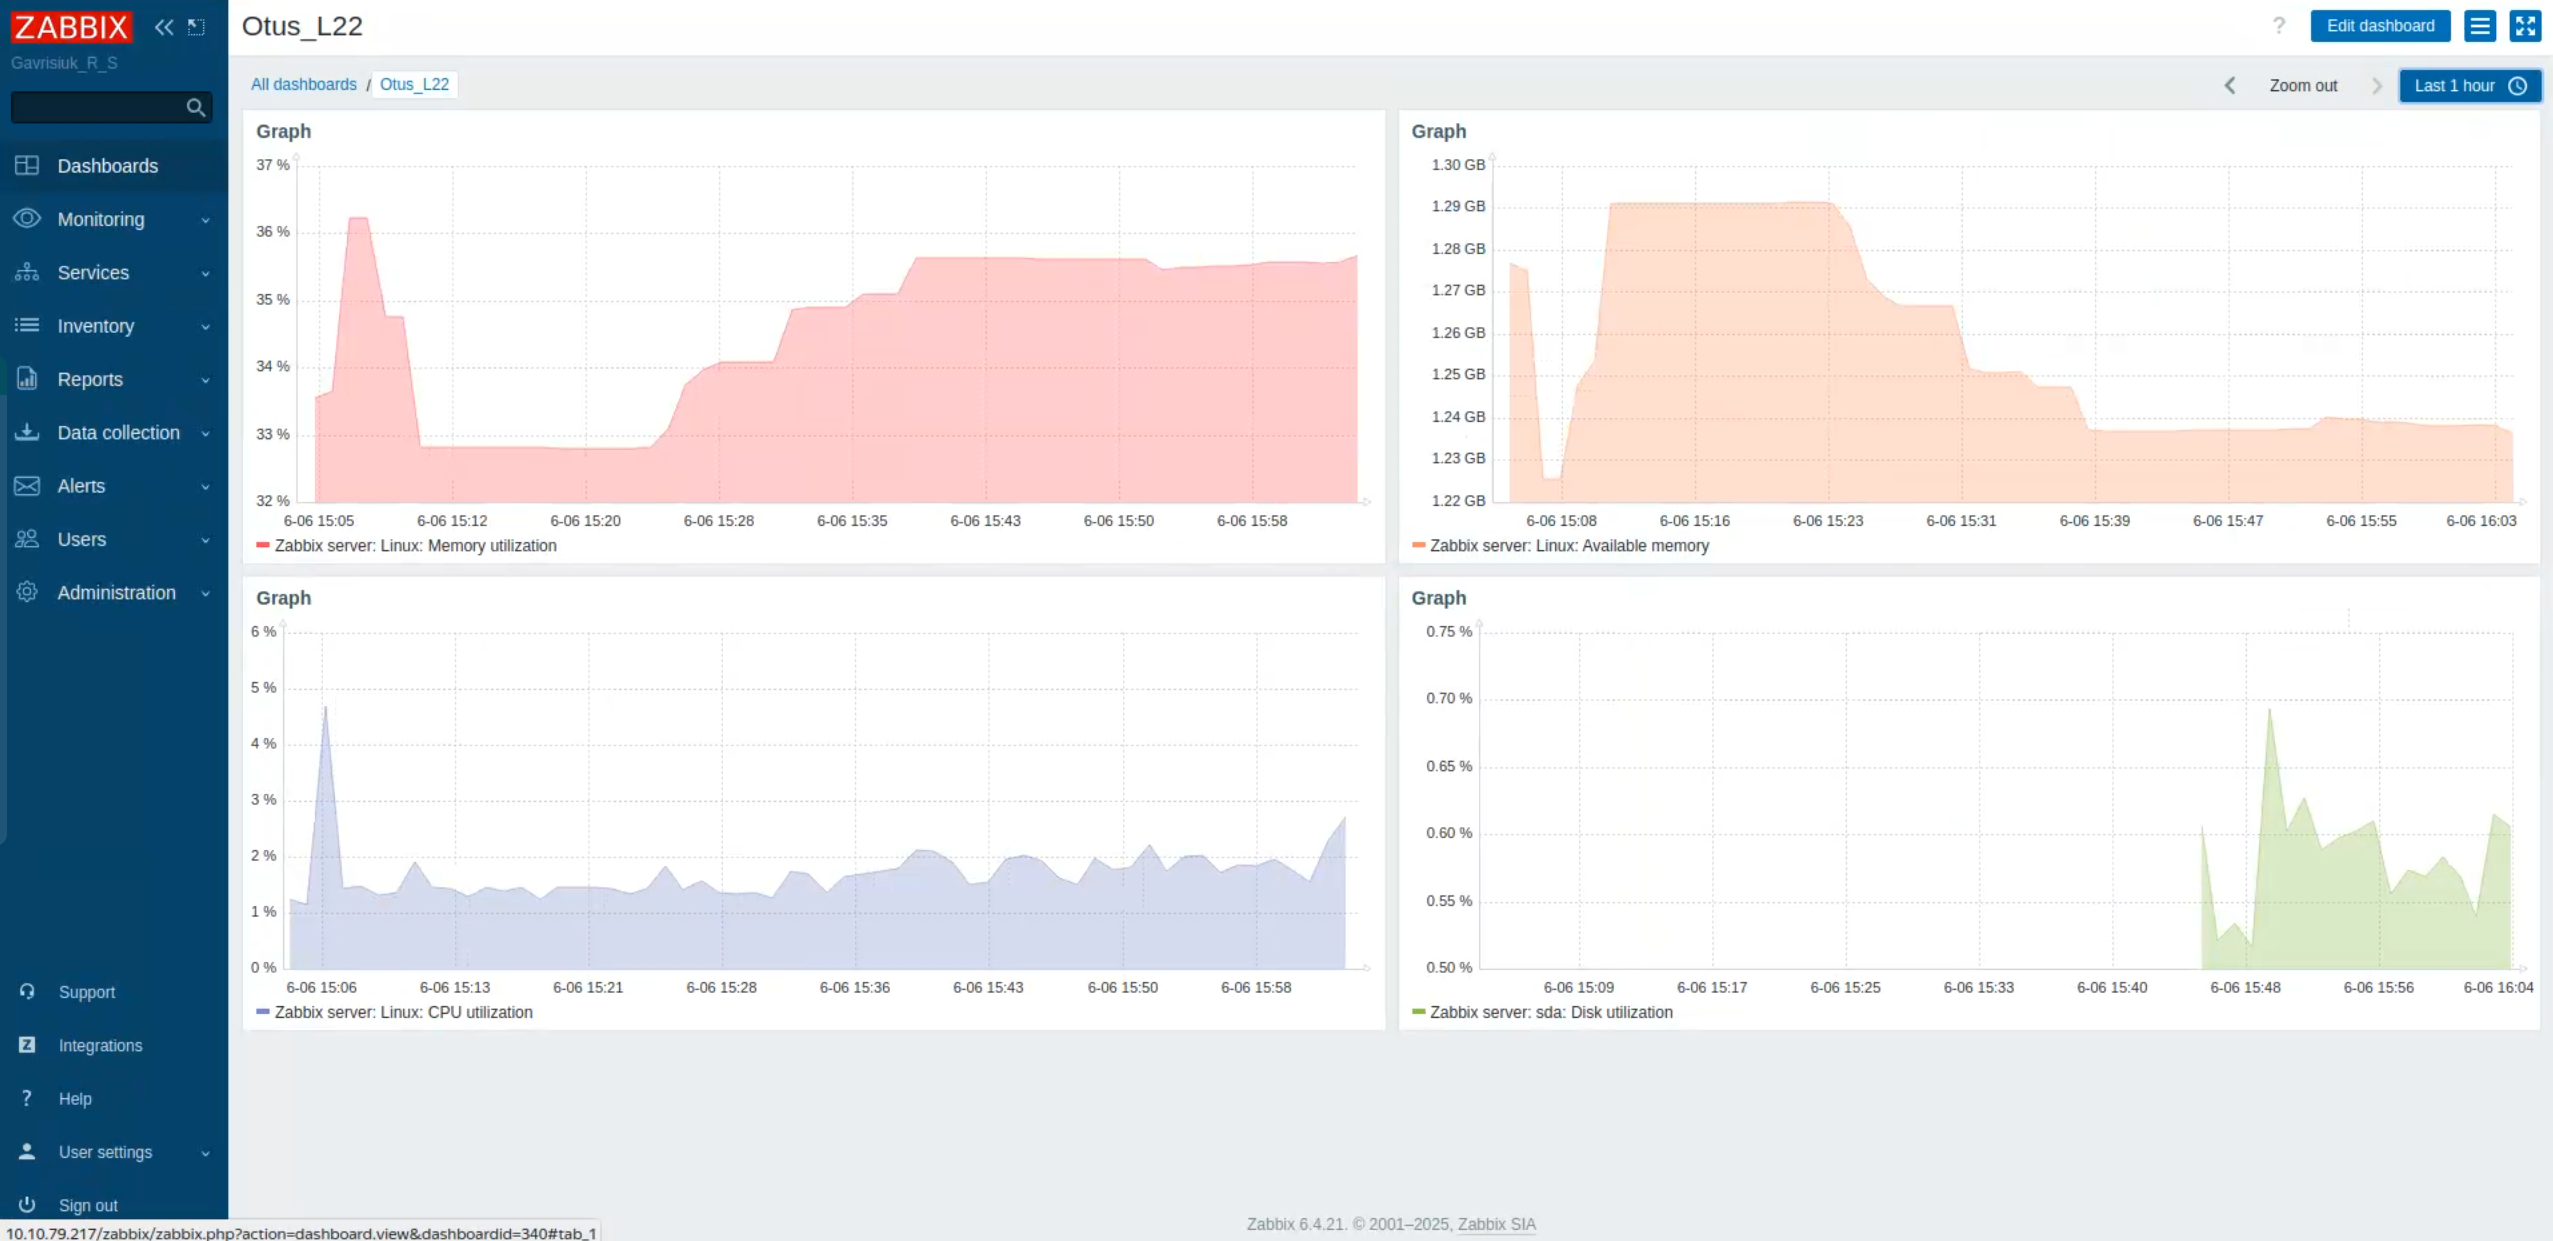 ZABBIX
Gavrisiuk_R_S
Dashboards
Monitoring
Services
Inventory
Reports
Data collection
Alerts
Users
Administration
Support
Integrations
? Help
User settings
Sign out
10.10.79.217/zabbix/zabbix.php?action=dashboard.view&dashboardid=340#tab_1
Otus_L22
? Edit dashboard
All dashboards / Otus_L22
Zoom out Last 1 hour
Graph
37 %
36 %
35 %
34 %
33 %
32 %
6-06 15:05 6-06 15:12 6-06 15:20 6-06 15:28 6-06 15:35 6-06 15:43 6-06 15:50 6-06 15:58
Zabbix server: Linux: Memory utilization
Graph
1.30 GB
1.29 GB
1.28 GB
1.27 GB
1.26 GB
1.25 GB
1.24 GB
1.23 GB
1.22 GB
6-06 15:08 6-06 15:16 6-06 15:23 6-06 15:31 6-06 15:39 6-06 15:47 6-06 15:55 6-06 16:03
Zabbix server: Linux: Available memory
Graph
6 %
5 %
4 %
3 %
2 %
1 %
0 %
6-06 15:06 6-06 15:13 6-06 15:21 6-06 15:28 6-06 15:36 6-06 15:43 6-06 15:50 6-06 15:58
Zabbix server: Linux: CPU utilization
Graph
0.75 %
0.70 %
0.65 %
0.60 %
0.55 %
0.50 %
6-06 15:09 6-06 15:17 6-06 15:25 6-06 15:33 6-06 15:40 6-06 15:48 6-06 15:56 6-06 16:04
Zabbix server: sda: Disk utilization
Zabbix 6.4.21. © 2001–2025, Zabbix SIA